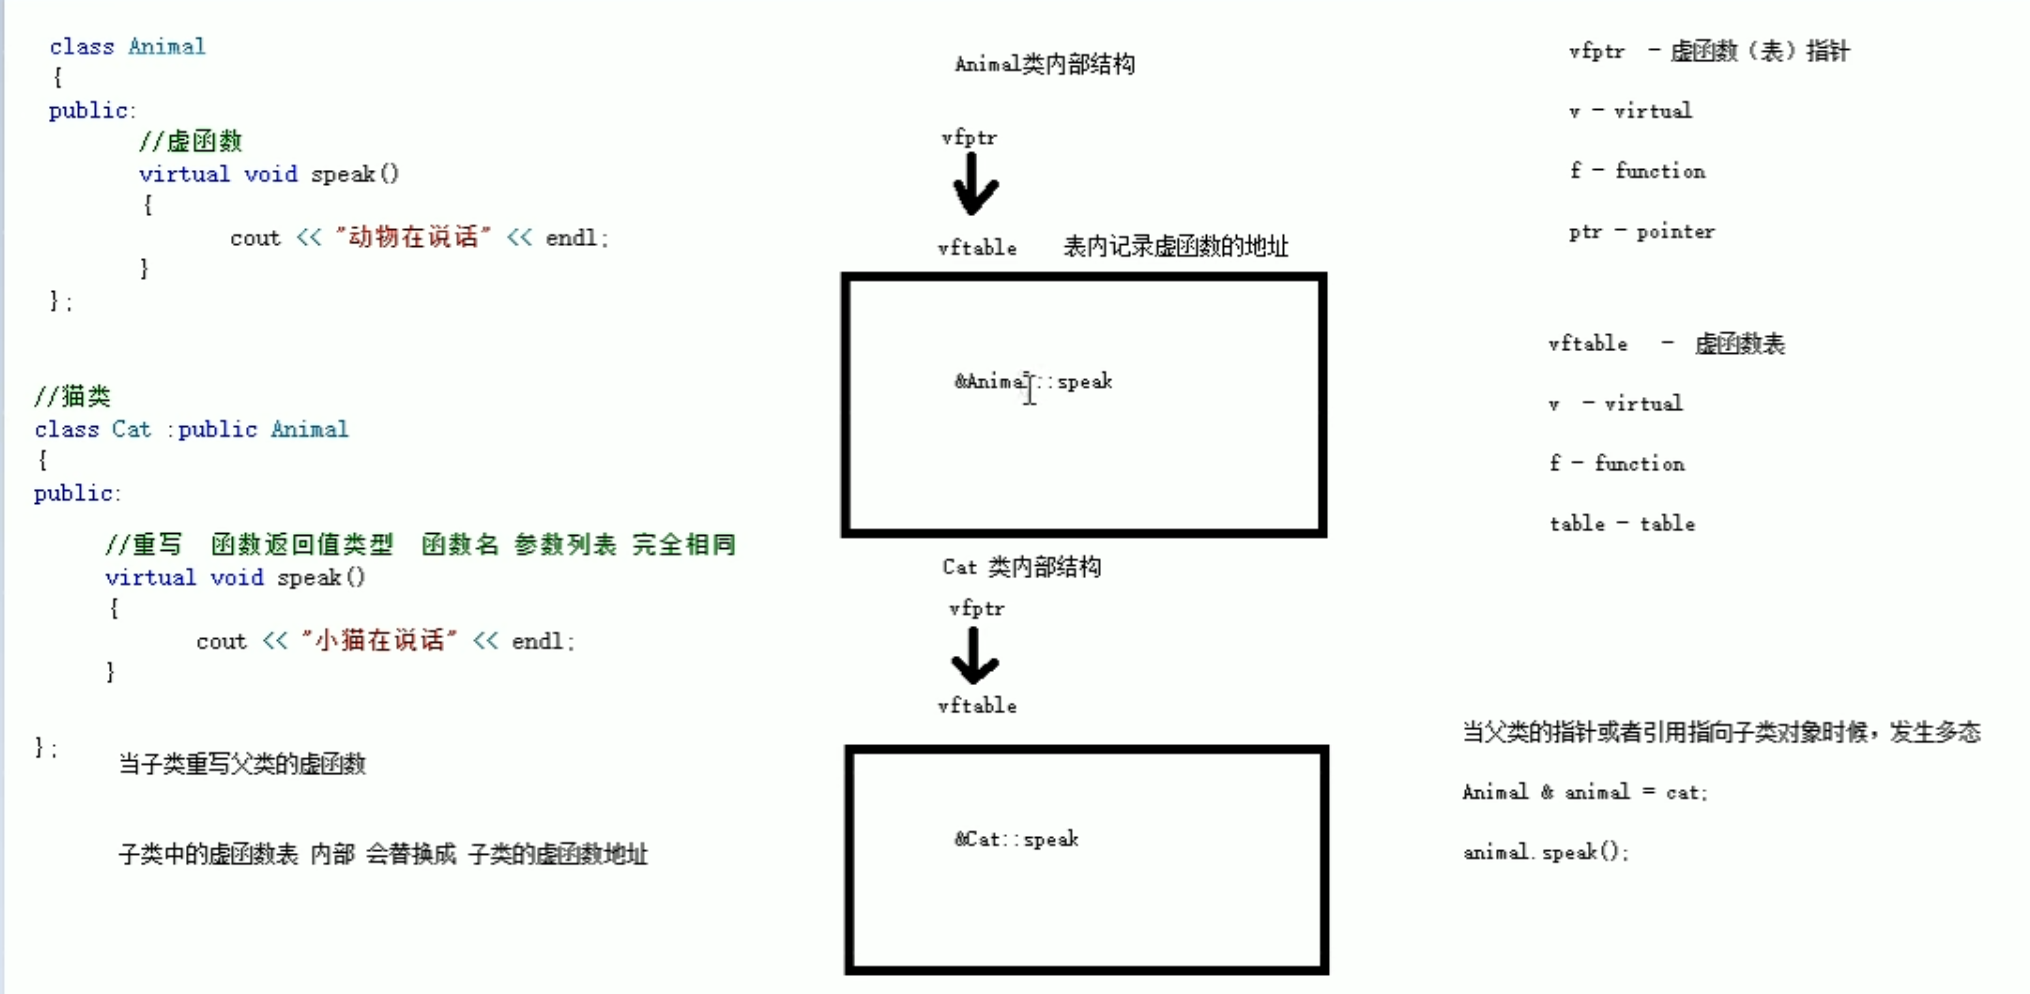 class Animal
{
public:
//虚函数
virtual void speak()
{
cout << "动物在说话" << endl;
}
};
//猫类
class Cat :public Animal
{
public:
//重写 函数返回值类型 函数名 参数列表 完全相同
virtual void speak()
{
cout << "小猫在说话" << endl;
}
};
当子类重写父类的虚函数
子类中的虚函数表 内部 会替换成 子类的虚函数地址
Animal类内部结构
vfptr
vftable 表内记录虚函数的地址
&Animal::speak
Cat 类内部结构
vfptr
vftable
&Cat::speak
vfptr - 虚函数（表）指针
v - virtual
f - function
ptr - pointer
vftable - 虚函数表
v - virtual
f - function
table - table
当父类的指针或者引用指向子类对象时候，发生多态
Animal & animal = cat;
animal.speak();